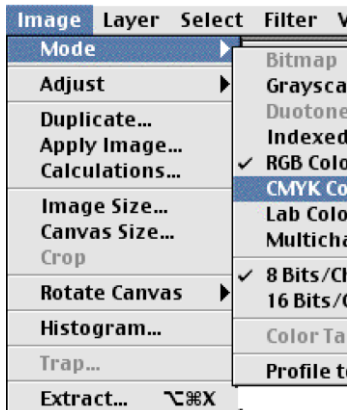 Image Layer Select Filter
Mode
Adjust
Duplicate...
Apply Image...
Calculations...
Image Size...
Canvas Size...
Crop
Rotate Canvas
Histogram...
Trap...
Extract... ⌥⌘X
Bitmap
Graysca
Duotone
Indexed
✓ RGB Colo
CMYK Co
Lab Colo
Multicha
✓ 8 Bits/Ch
16 Bits/C
Color Ta
Profile to